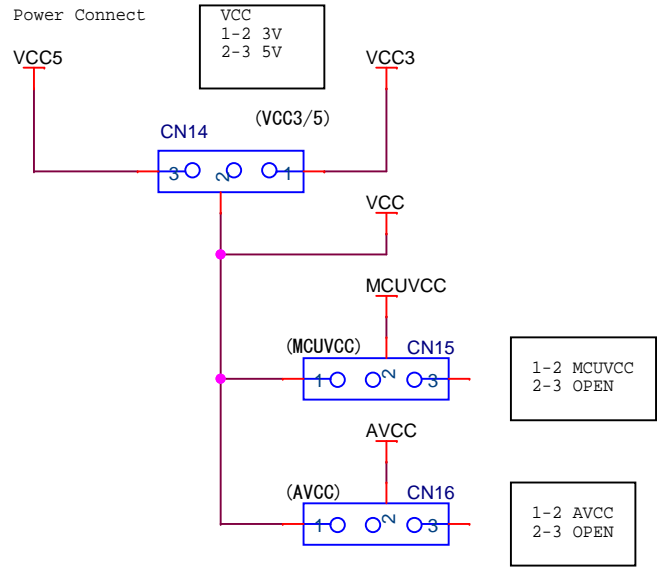 Power Connect
VCC
1-2 3V
2-3 5V
VCC5
VCC3
(VCC3/5)
CN14
3 2 1
VCC
MCUVCC
(MCUVCC)
CN15
1 2 3
1-2 MCUVCC
2-3 OPEN
AVCC
(AVCC)
CN16
1 2 3
1-2 AVCC
2-3 OPEN